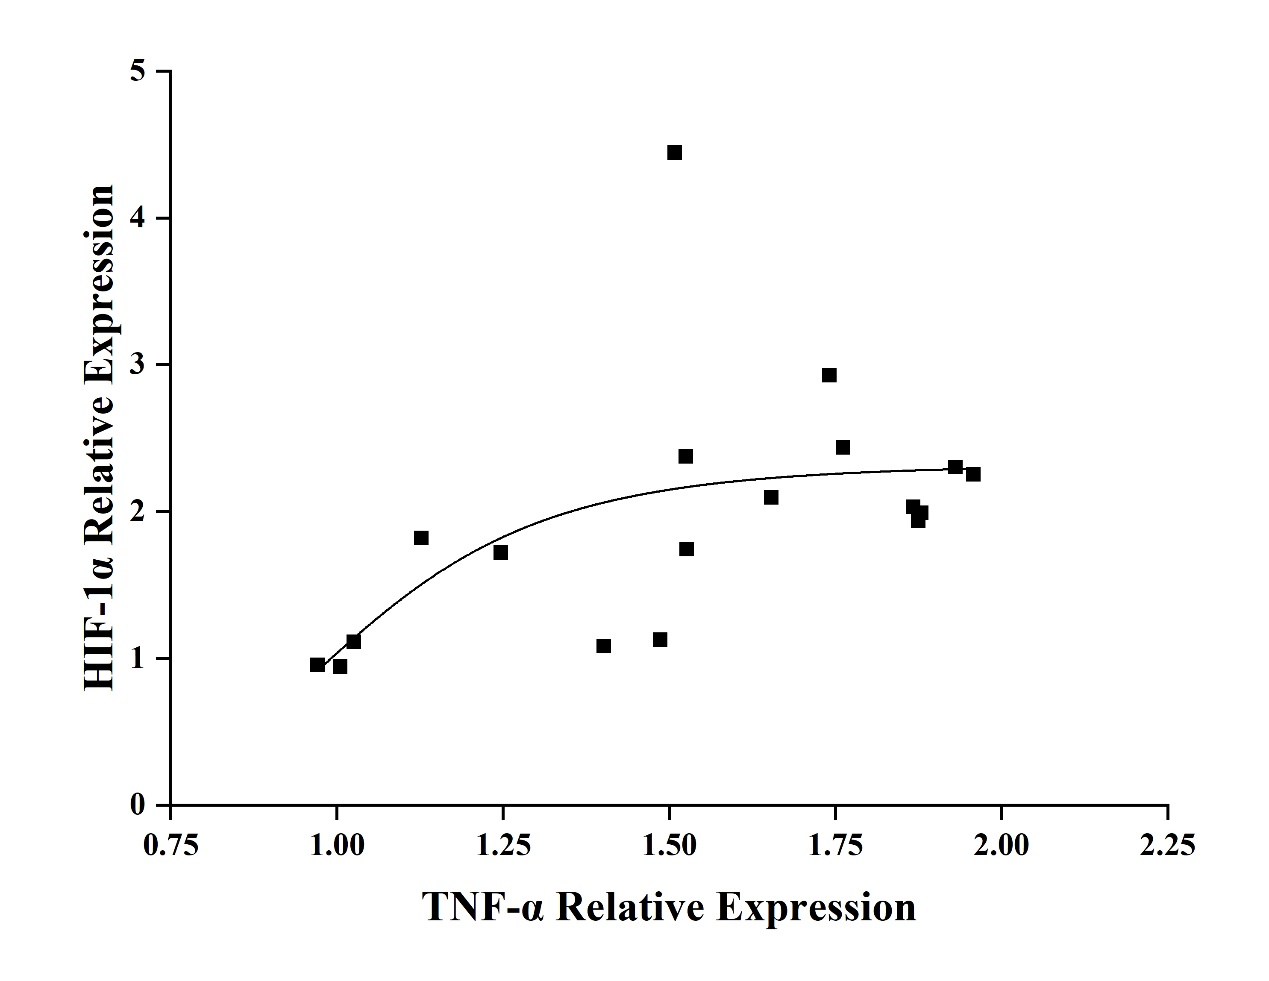 HIF-1α Relative Expression
5
4
3
2
1
0
0.75 1.00 1.25 1.50 1.75 2.00 2.25
TNF-α Relative Expression